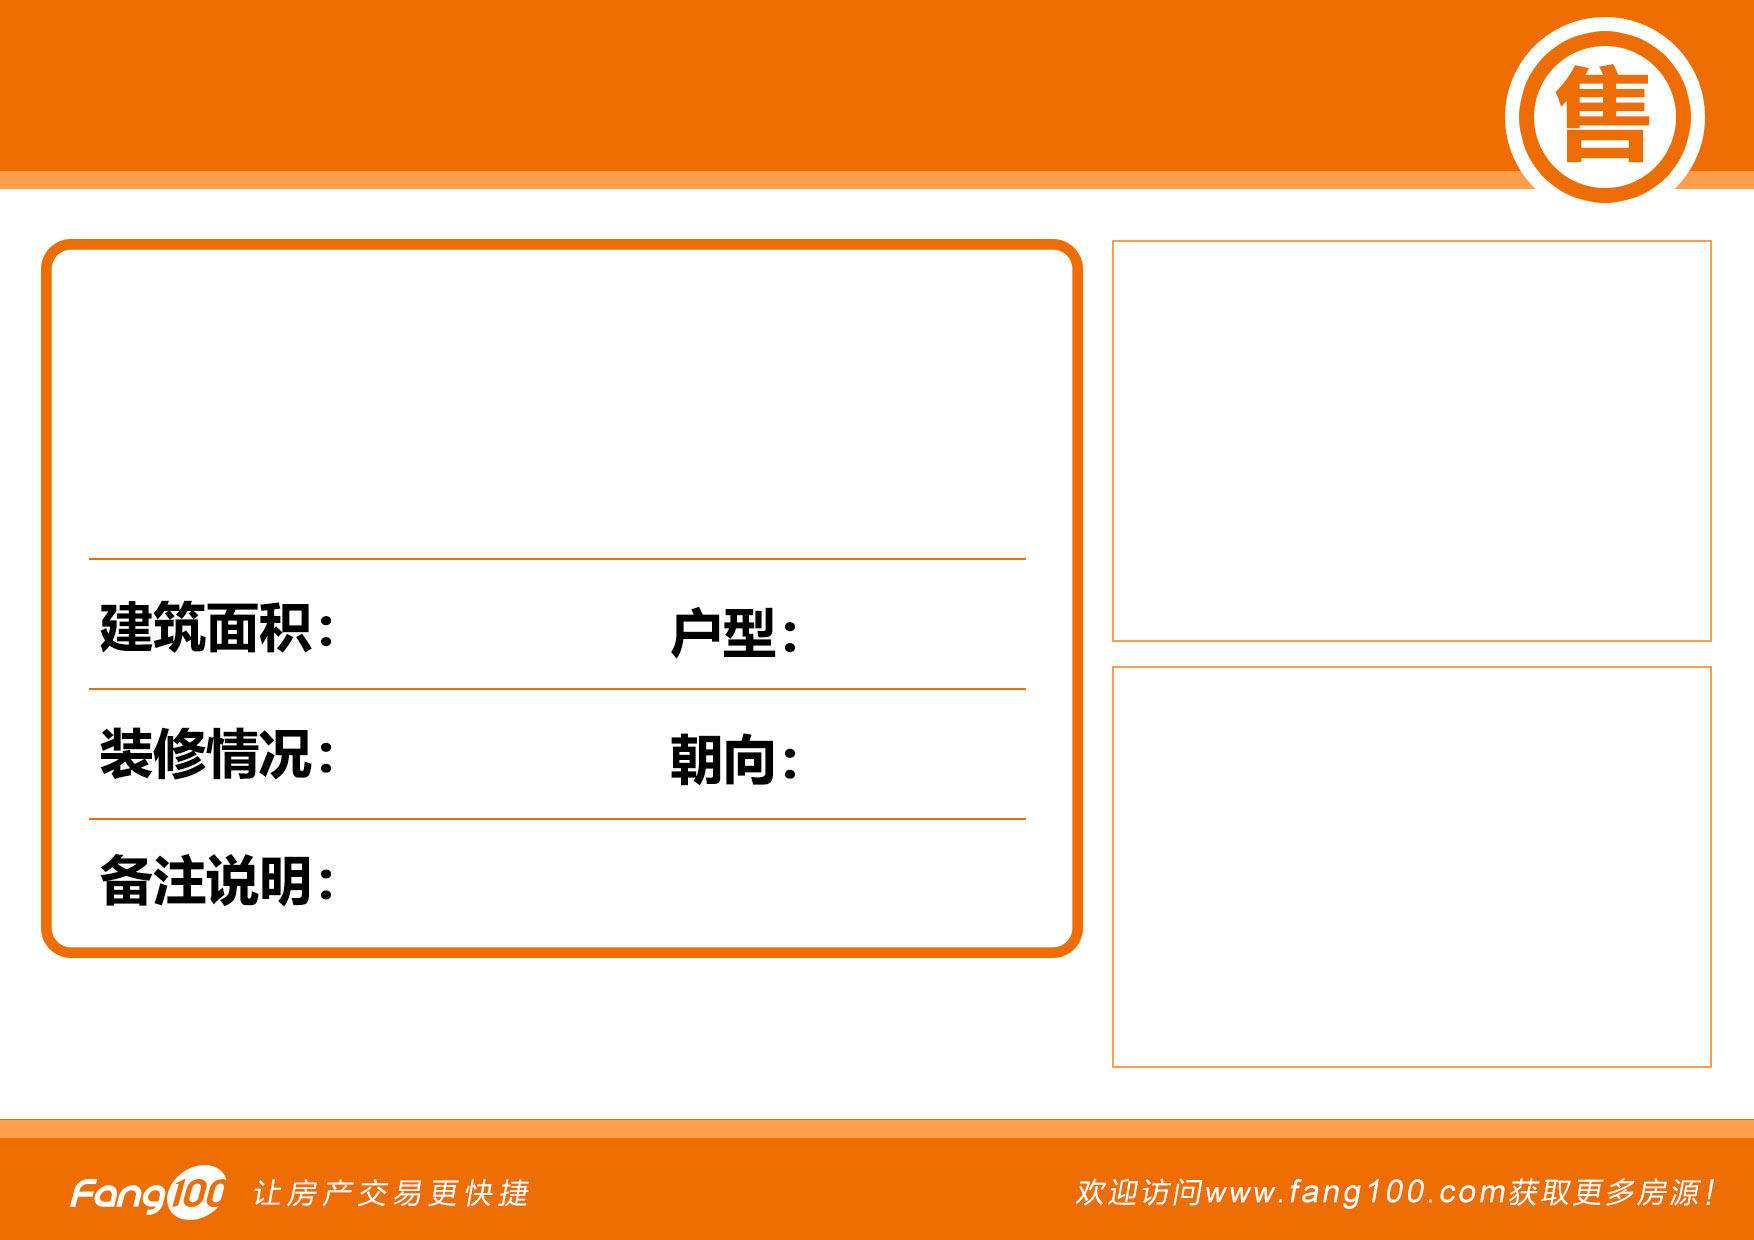 售
建筑面积：
户型：
装修情况：
朝向：
备注说明：
Fang100 让房产交易更快捷
欢迎访问www.fang100.com获取更多房源！